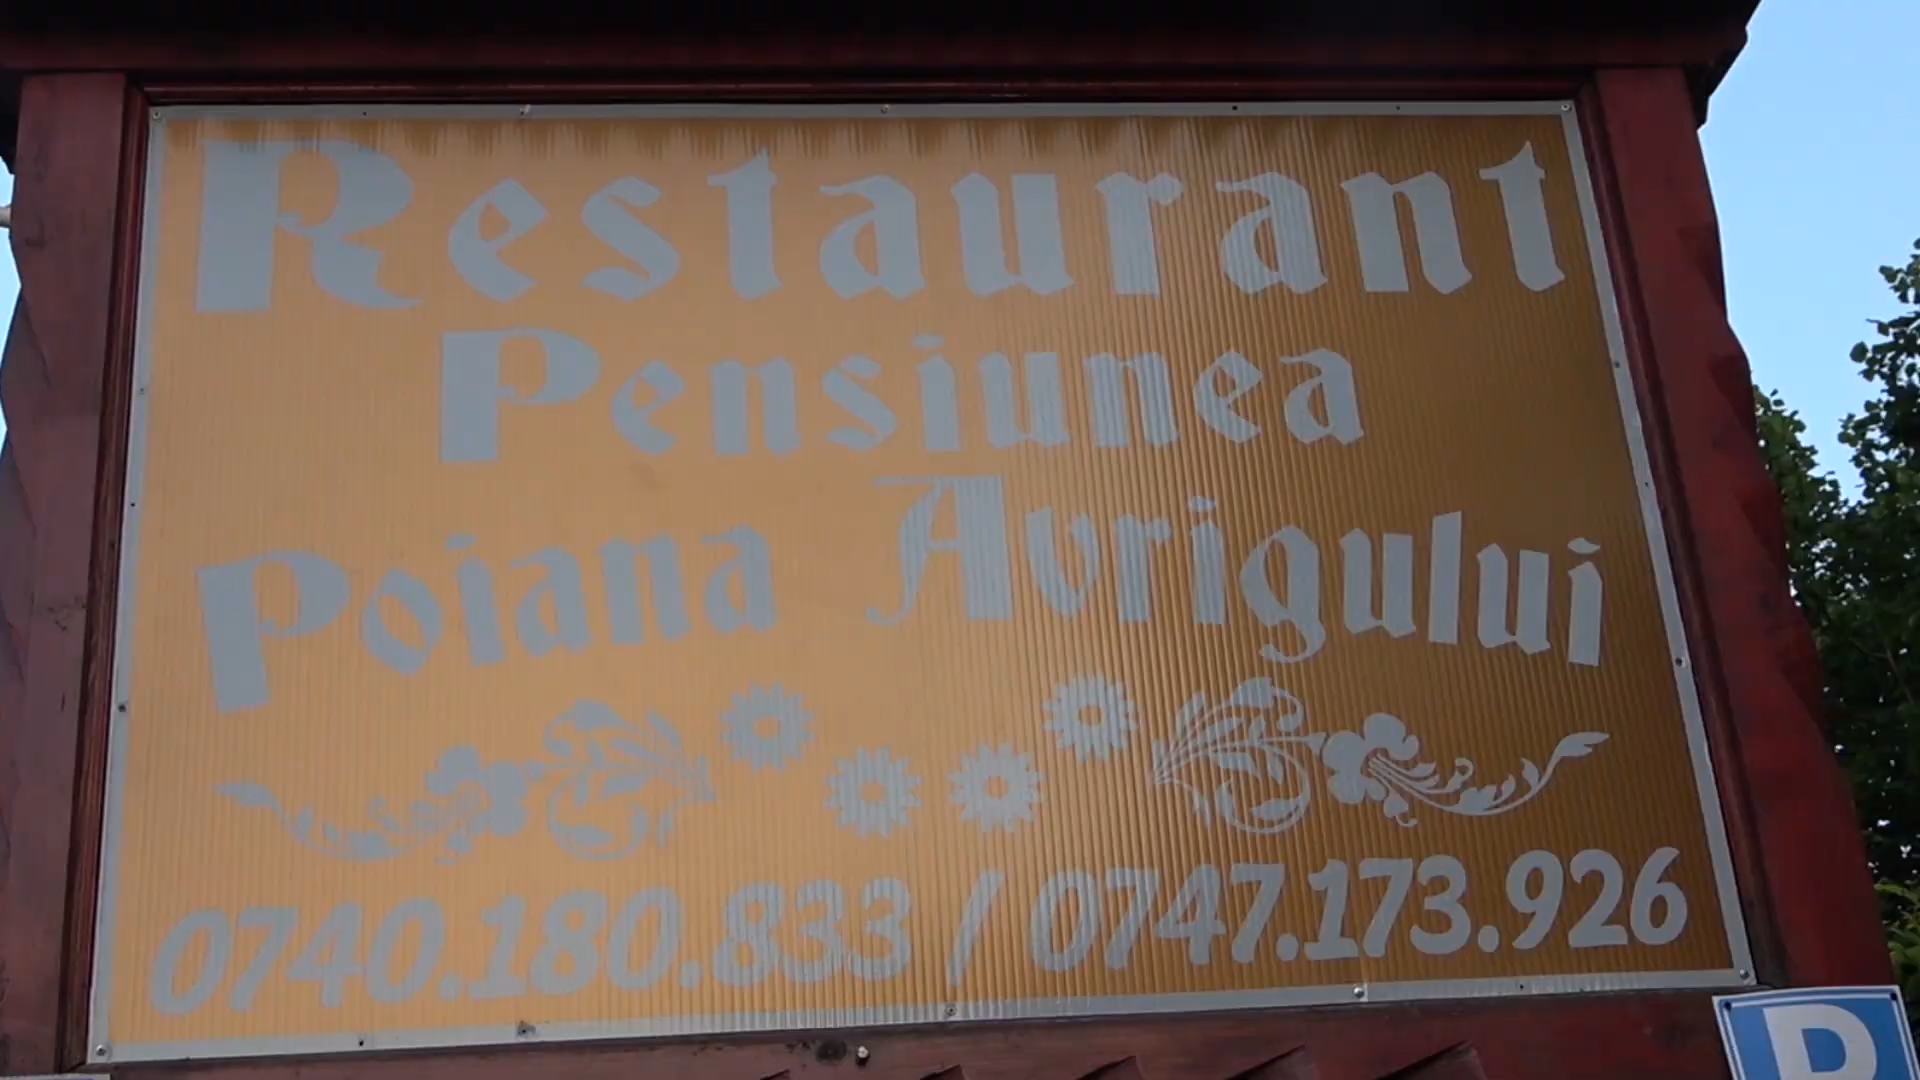 Restaurant
Pensiunea
Poiana Avrigului
0740.180.833 / 0747.173.926
P